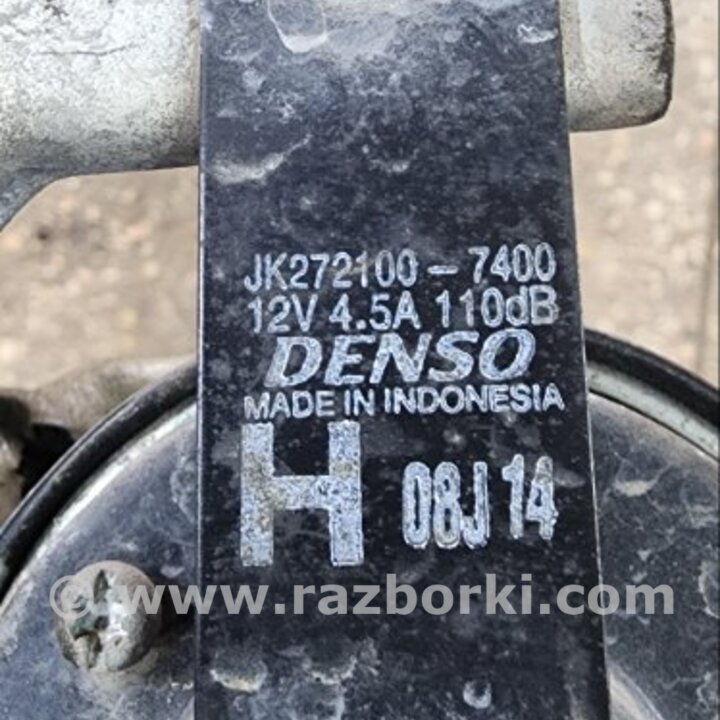 JK272100-7400
12V 4.5A 110dB
DENSO
MADE IN INDONESIA
H 08J 14
© www.razborki.com